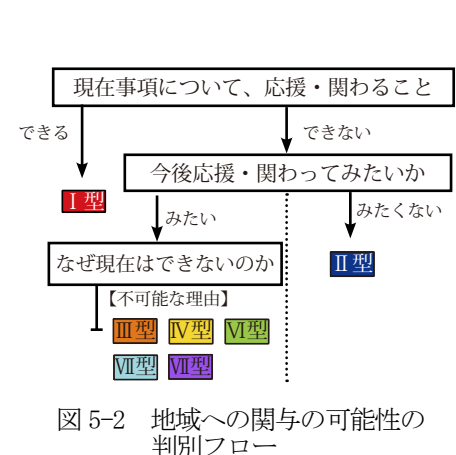 現在事項について、応援・関わること
できる
できない
今後応援・関わってみたいか
Ⅰ型
みたい
みたくない
なぜ現在はできないのか
Ⅱ型
【不可能な理由】
Ⅲ型 Ⅳ型 Ⅵ型
Ⅶ型 Ⅶ型
図 5-2 地域への関与の可能性の
判別フロー